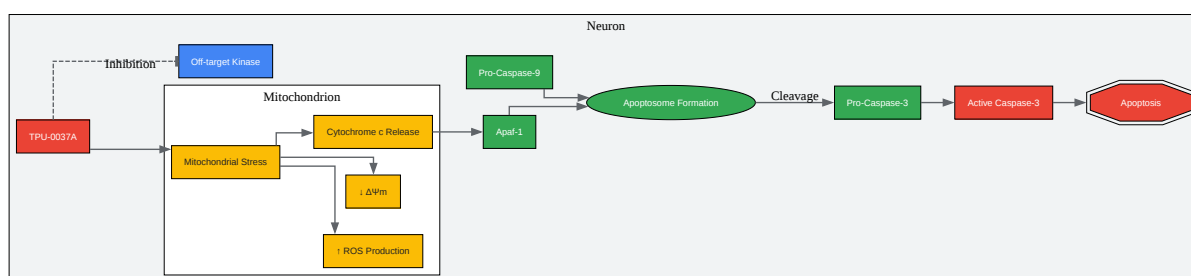 Neuron
Off-target Kinase
Inhibition
Pro-Caspase-9
Mitochondrion
Apoptosome Formation
Cleavage
Pro-Caspase-3
Active Caspase-3
Apoptosis
TPU-0037A
Cytochrome c Release
Apaf-1
Mitochondrial Stress
↓ ΔΨm
↑ ROS Production